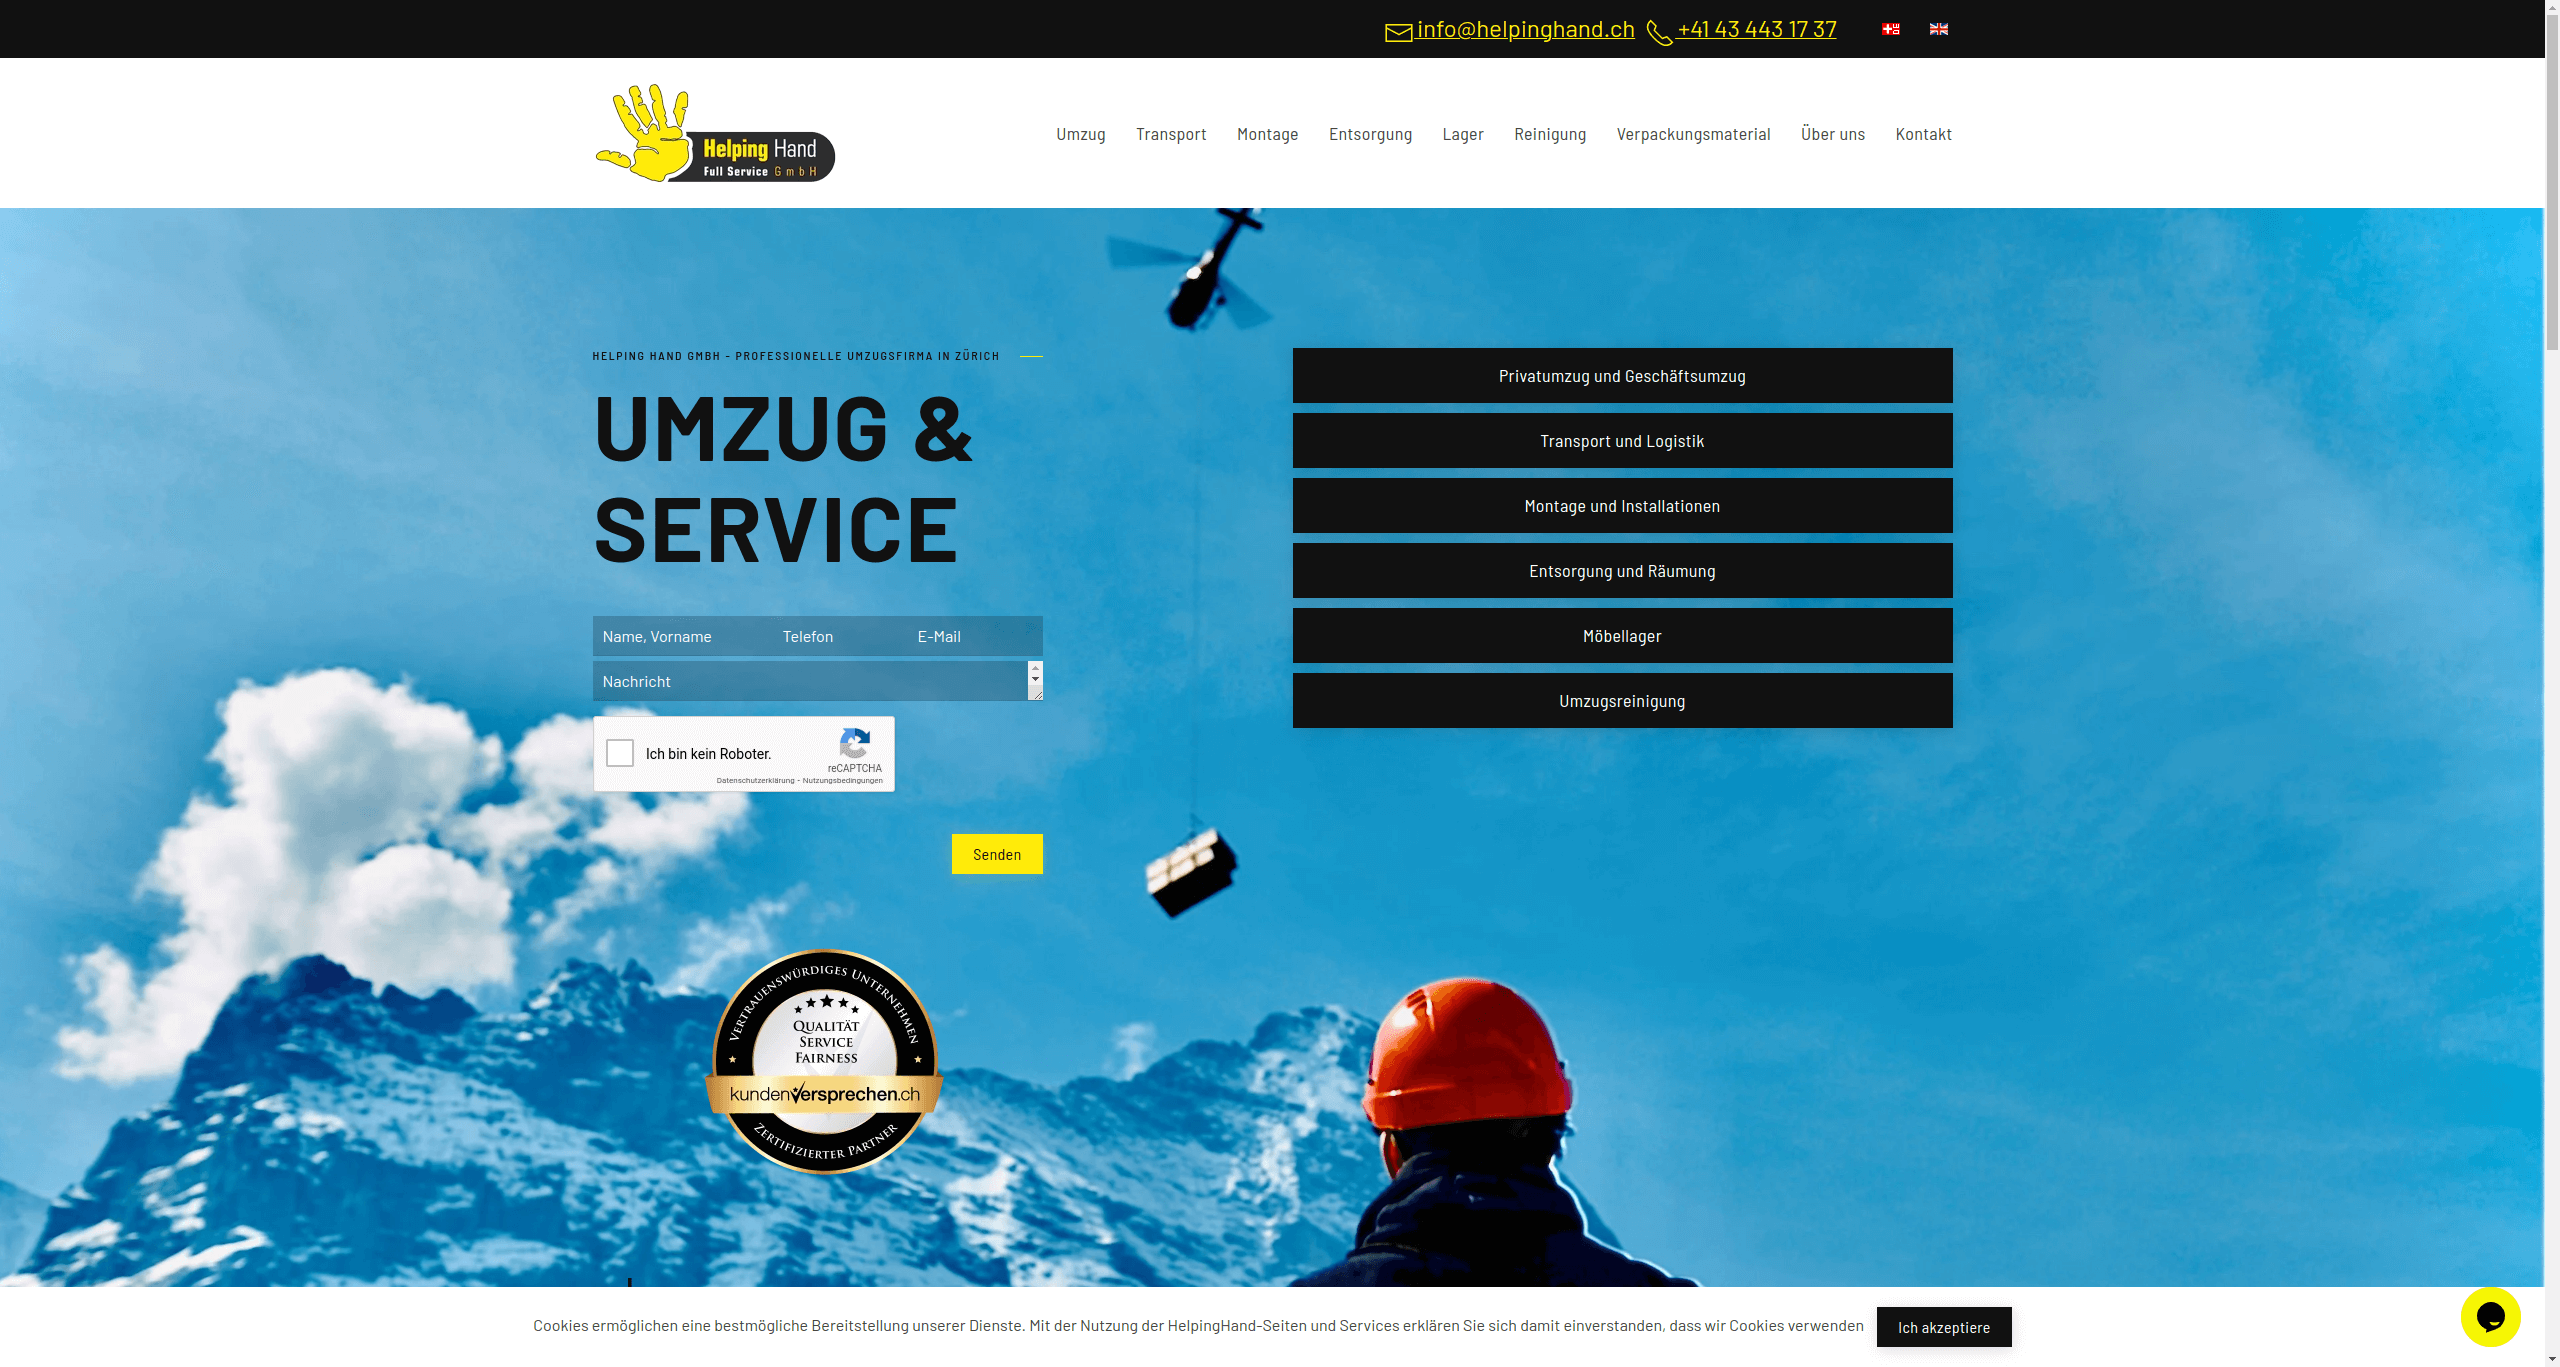 info@helpinghand.ch +41 43 443 17 37
Helping Hand
Full Service GmbH
Umzug Transport Montage Entsorgung Lager Reinigung Verpackungsmaterial Über uns Kontakt
HELPING HAND GMBH - PROFESSIONELLE UMZUGSFIRMA IN ZÜRICH
UMZUG &
SERVICE
Name, Vorname Telefon E-Mail
Nachricht
Ich bin kein Roboter.
reCAPTCHA
Datenschutzerklärung - Nutzungsbedingungen
Senden
Privatumzug und Geschäftsumzug
Transport und Logistik
Montage und Installationen
Entsorgung und Räumung
Möbellager
Umzugsreinigung
VERTRAUENSWÜRDIGES UNTERNEHMEN
QUALITÄT
SERVICE
FAIRNESS
kundenversprechen.ch
ZERTIFIZIERTER PARTNER
Cookies ermöglichen eine bestmögliche Bereitstellung unserer Dienste. Mit der Nutzung der HelpingHand-Seiten und Services erklären Sie sich damit einverstanden, dass wir Cookies verwenden
Ich akzeptiere